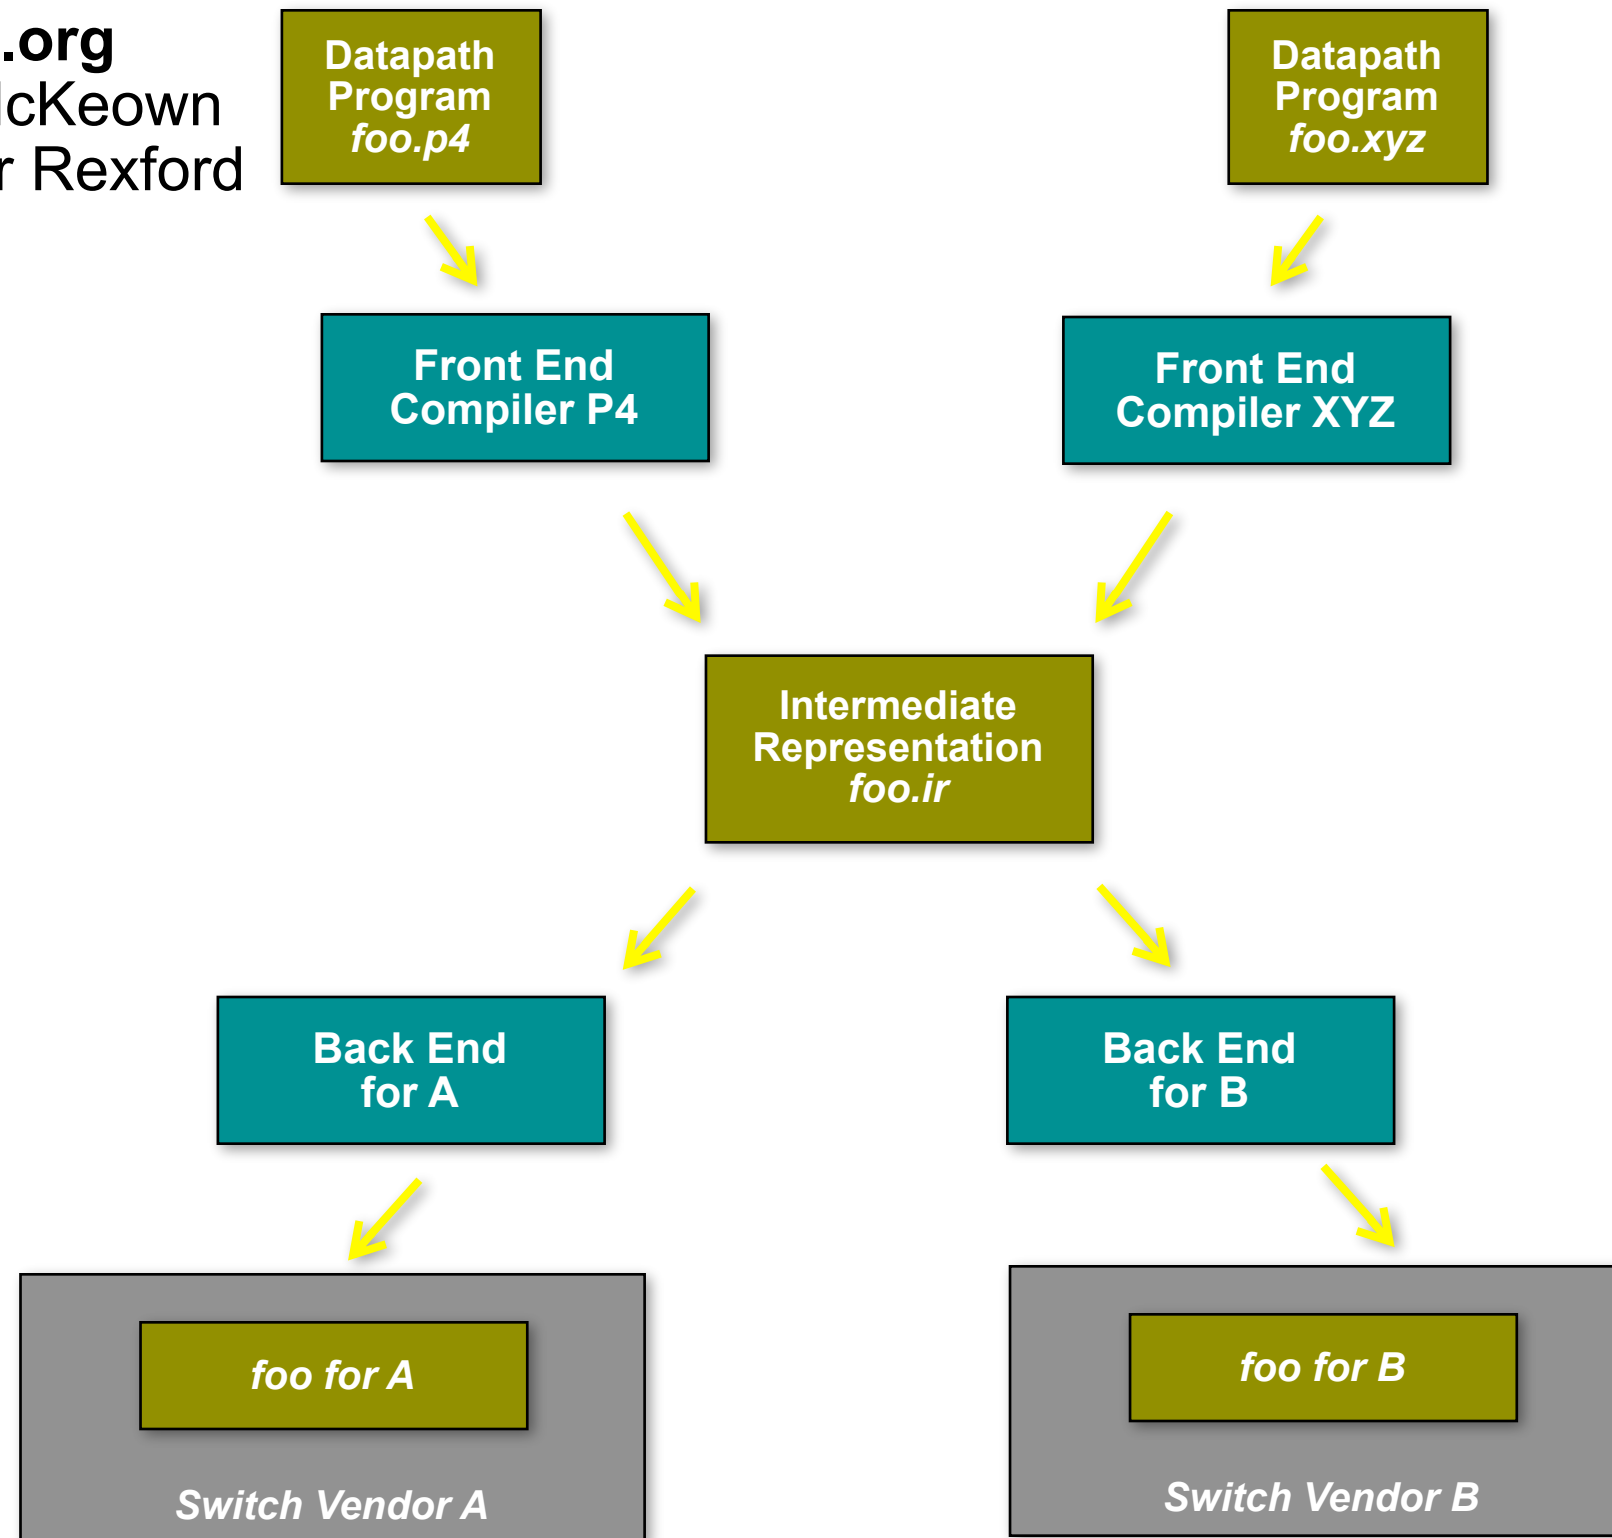 .org
cKeown
r Rexford
Datapath
Program
foo.p4
Datapath
Program
foo.xyz
Front End
Compiler P4
Front End
Compiler XYZ
Intermediate
Representation
foo.ir
Back End
for A
Back End
for B
foo for A
Switch Vendor A
foo for B
Switch Vendor B